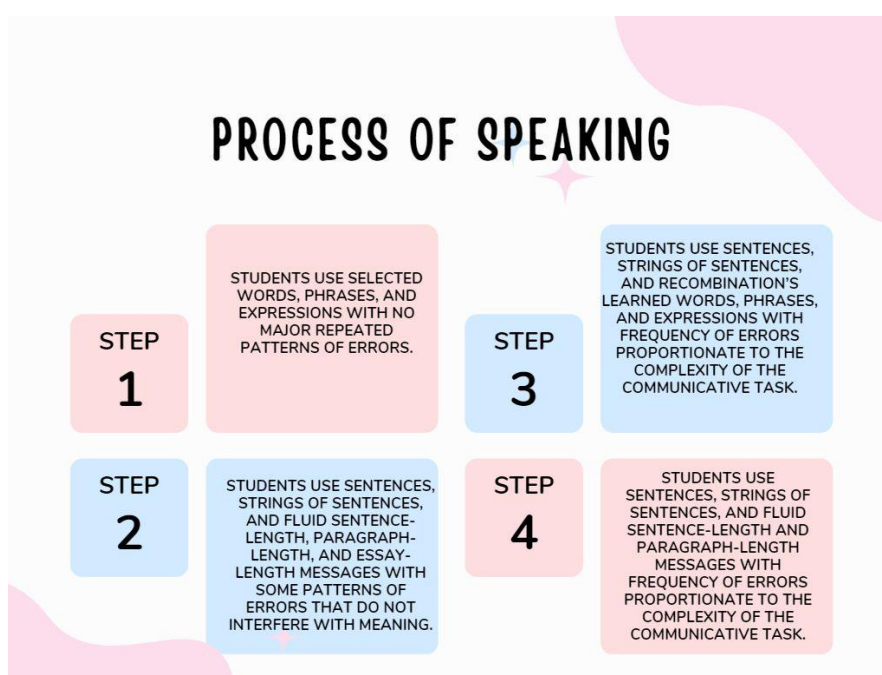 PROCESS OF SPEAKING
STEP
1
STUDENTS USE SELECTED
WORDS, PHRASES, AND
EXPRESSIONS WITH NO
MAJOR REPEATED
PATTERNS OF ERRORS.
STEP
2
STUDENTS USE SENTENCES,
STRINGS OF SENTENCES,
AND FLUID SENTENCE-
LENGTH, PARAGRAPH-
LENGTH, AND ESSAY-
LENGTH MESSAGES WITH
SOME PATTERNS OF
ERRORS THAT DO NOT
INTERFERE WITH MEANING.
STEP
3
STUDENTS USE SENTENCES,
STRINGS OF SENTENCES,
AND RECOMBINATION'S
LEARNED WORDS, PHRASES,
AND EXPRESSIONS WITH
FREQUENCY OF ERRORS
PROPORTIONATE TO THE
COMPLEXITY OF THE
COMMUNICATIVE TASK.
STEP
4
STUDENTS USE
SENTENCES, STRINGS OF
SENTENCES, AND FLUID
SENTENCE-LENGTH AND
PARAGRAPH-LENGTH
MESSAGES WITH
FREQUENCY OF ERRORS
PROPORTIONATE TO THE
COMPLEXITY OF THE
COMMUNICATIVE TASK.